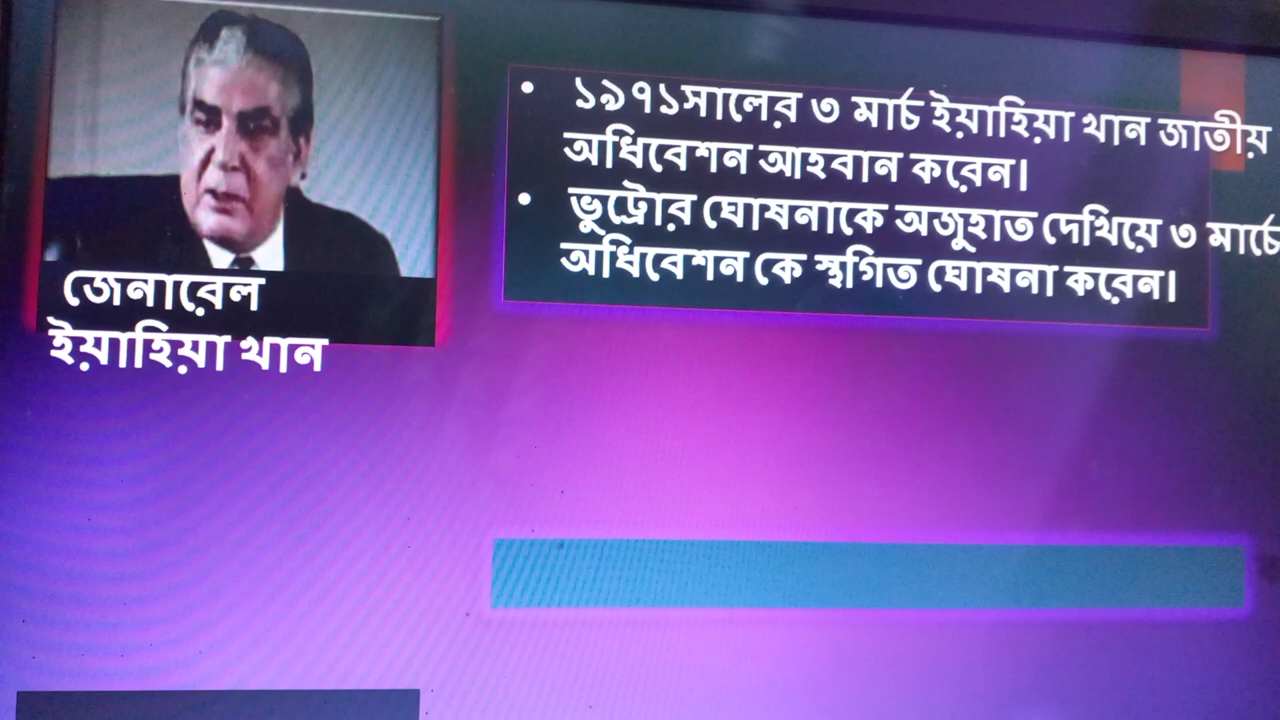 জেনারেল
ইয়াহিয়া খান
• ১৯৭১সালের ৩ মার্চ ইয়াহিয়া খান জাতীয়
অধিবেশন আহবান করেন।
• ভুট্টোর ঘোষনাকে অজুহাত দেখিয়ে ৩ মার্চে
অধিবেশন কে স্থগিত ঘোষনা করেন।